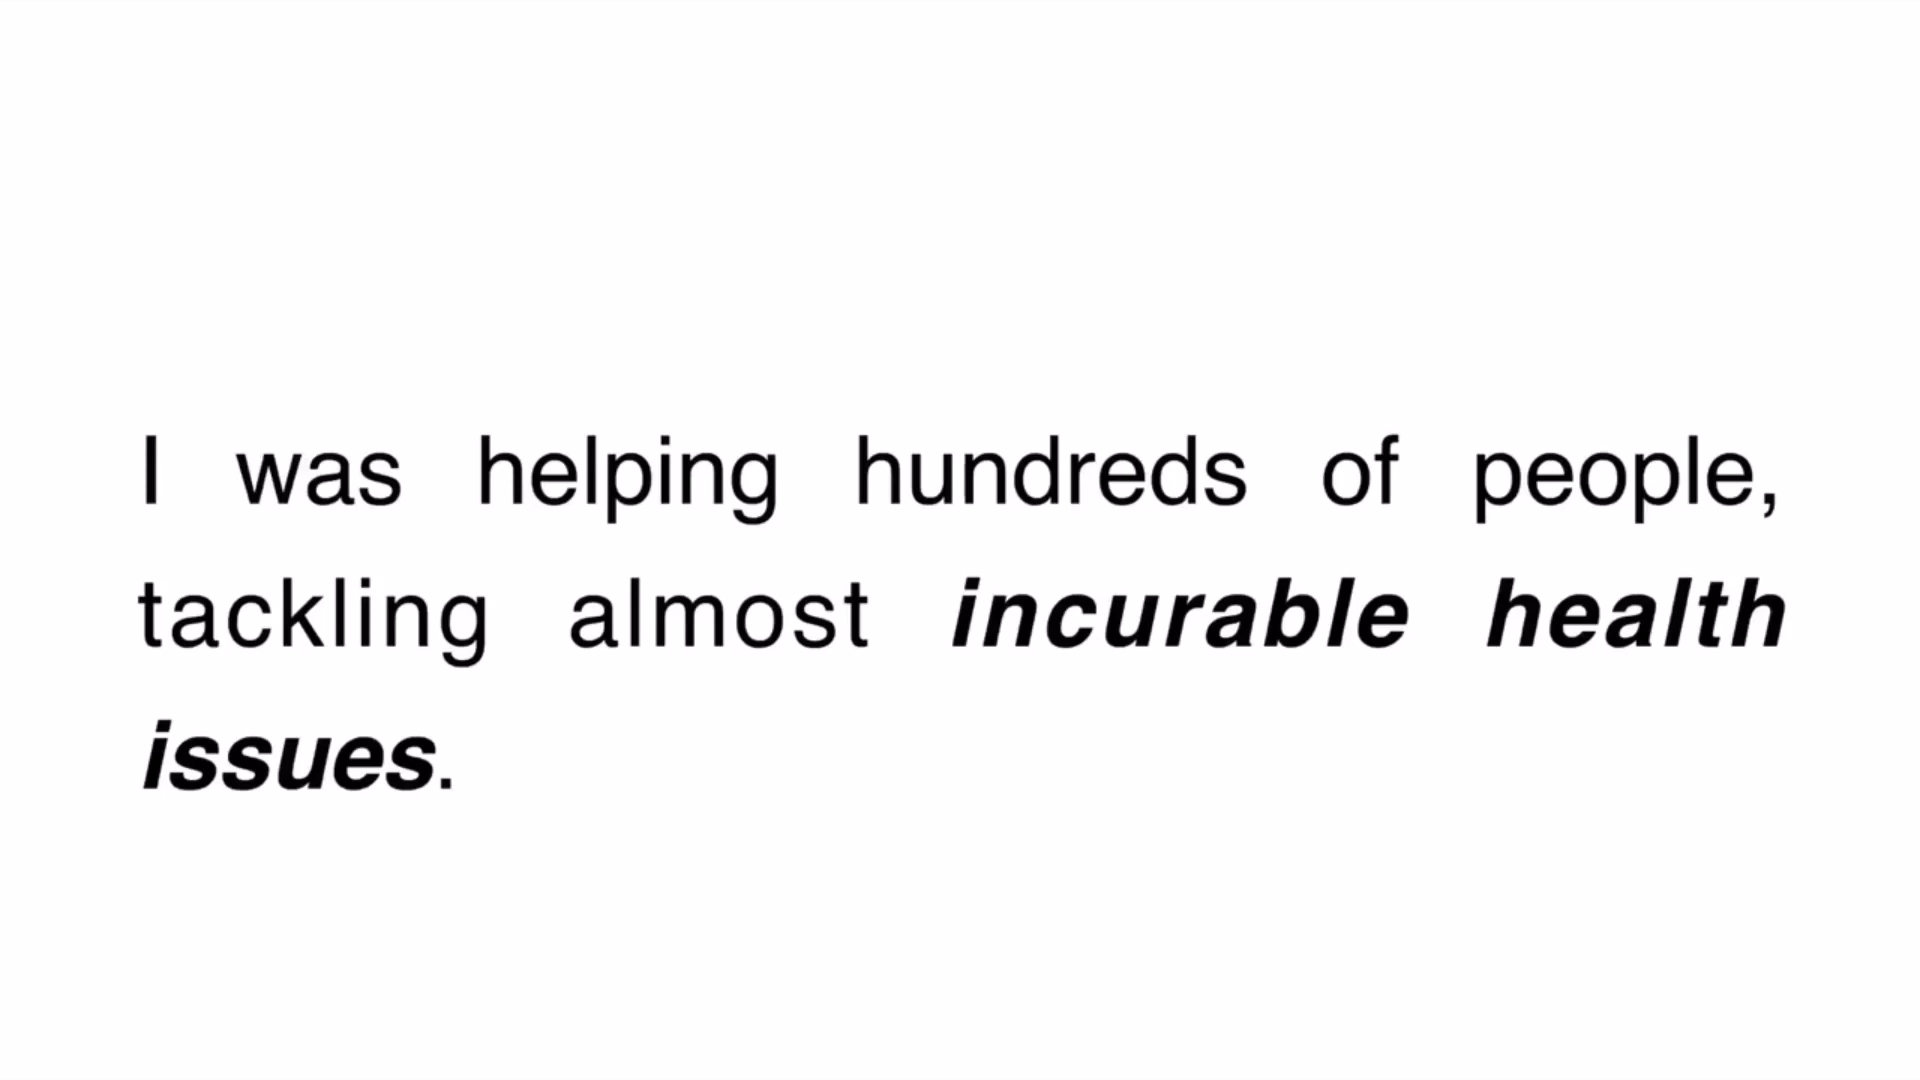 I was helping hundreds of people,
tackling almost incurable health
issues.